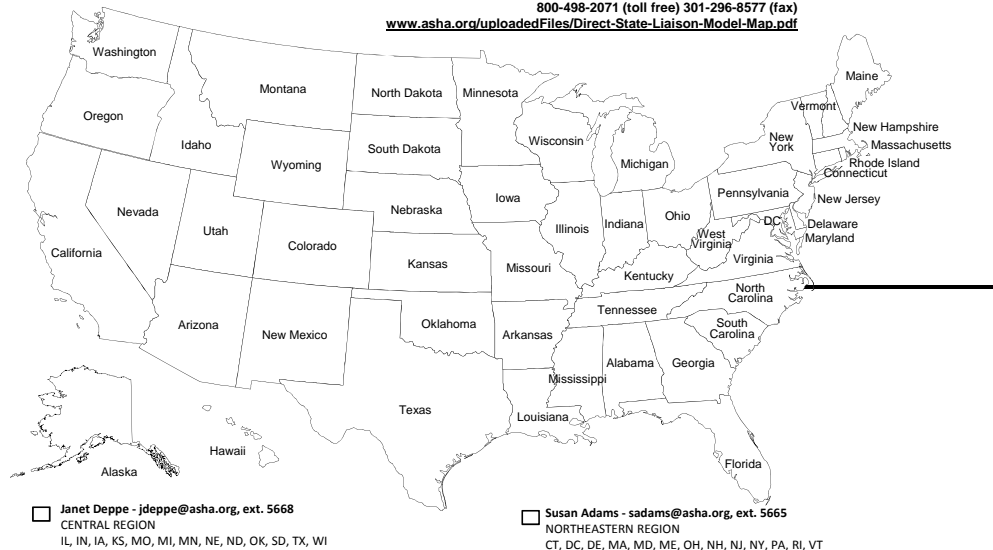 800-498-2071 (toll free) 301-296-8577 (fax)
www.asha.org/uploadedFiles/Direct-State-Liaison-Model-Map.pdf
Washington
Oregon
California
Nevada
Idaho
Montana
Wyoming
Utah
Colorado
Arizona
New Mexico
North Dakota
South Dakota
Nebraska
Kansas
Oklahoma
Texas
Minnesota
Iowa
Missouri
Arkansas
Louisiana
Wisconsin
Illinois
Michigan
Indiana
Ohio
Kentucky
Tennessee
Mississippi
Alabama
Georgia
Florida
South
Carolina
North
Carolina
Virginia
West
Virginia
DC
Maryland
Delaware
New Jersey
Pennsylvania
New
York
Connecticut
Rhode Island
Massachusetts
New Hampshire
Vermont
Maine
Alaska
Hawaii
Janet Deppe - jdeppe@asha.org, ext. 5668
CENTRAL REGION
IL, IN, IA, KS, MO, MI, MN, NE, ND, OK, SD, TX, WI
Susan Adams - sadams@asha.org, ext. 5665
NORTHEASTERN REGION
CT, DC, DE, MA, MD, ME, OH, NH, NJ, NY, PA, RI, VT